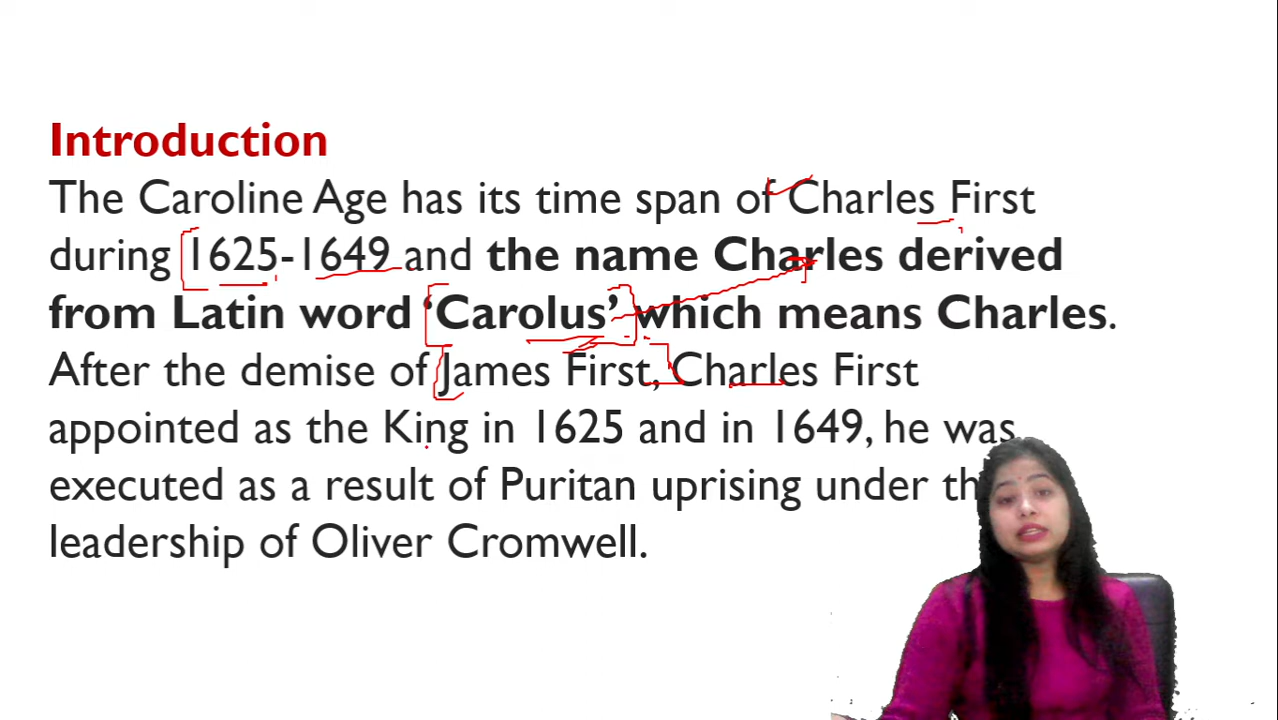 Introduction
The Caroline Age has its time span of Charles First
during 1625-1649 and the name Charles derived
from Latin word ‘Carolus’ which means Charles.
After the demise of James First, Charles First
appointed as the King in 1625 and in 1649, he was
executed as a result of Puritan uprising under
leadership of Oliver Cromwell.